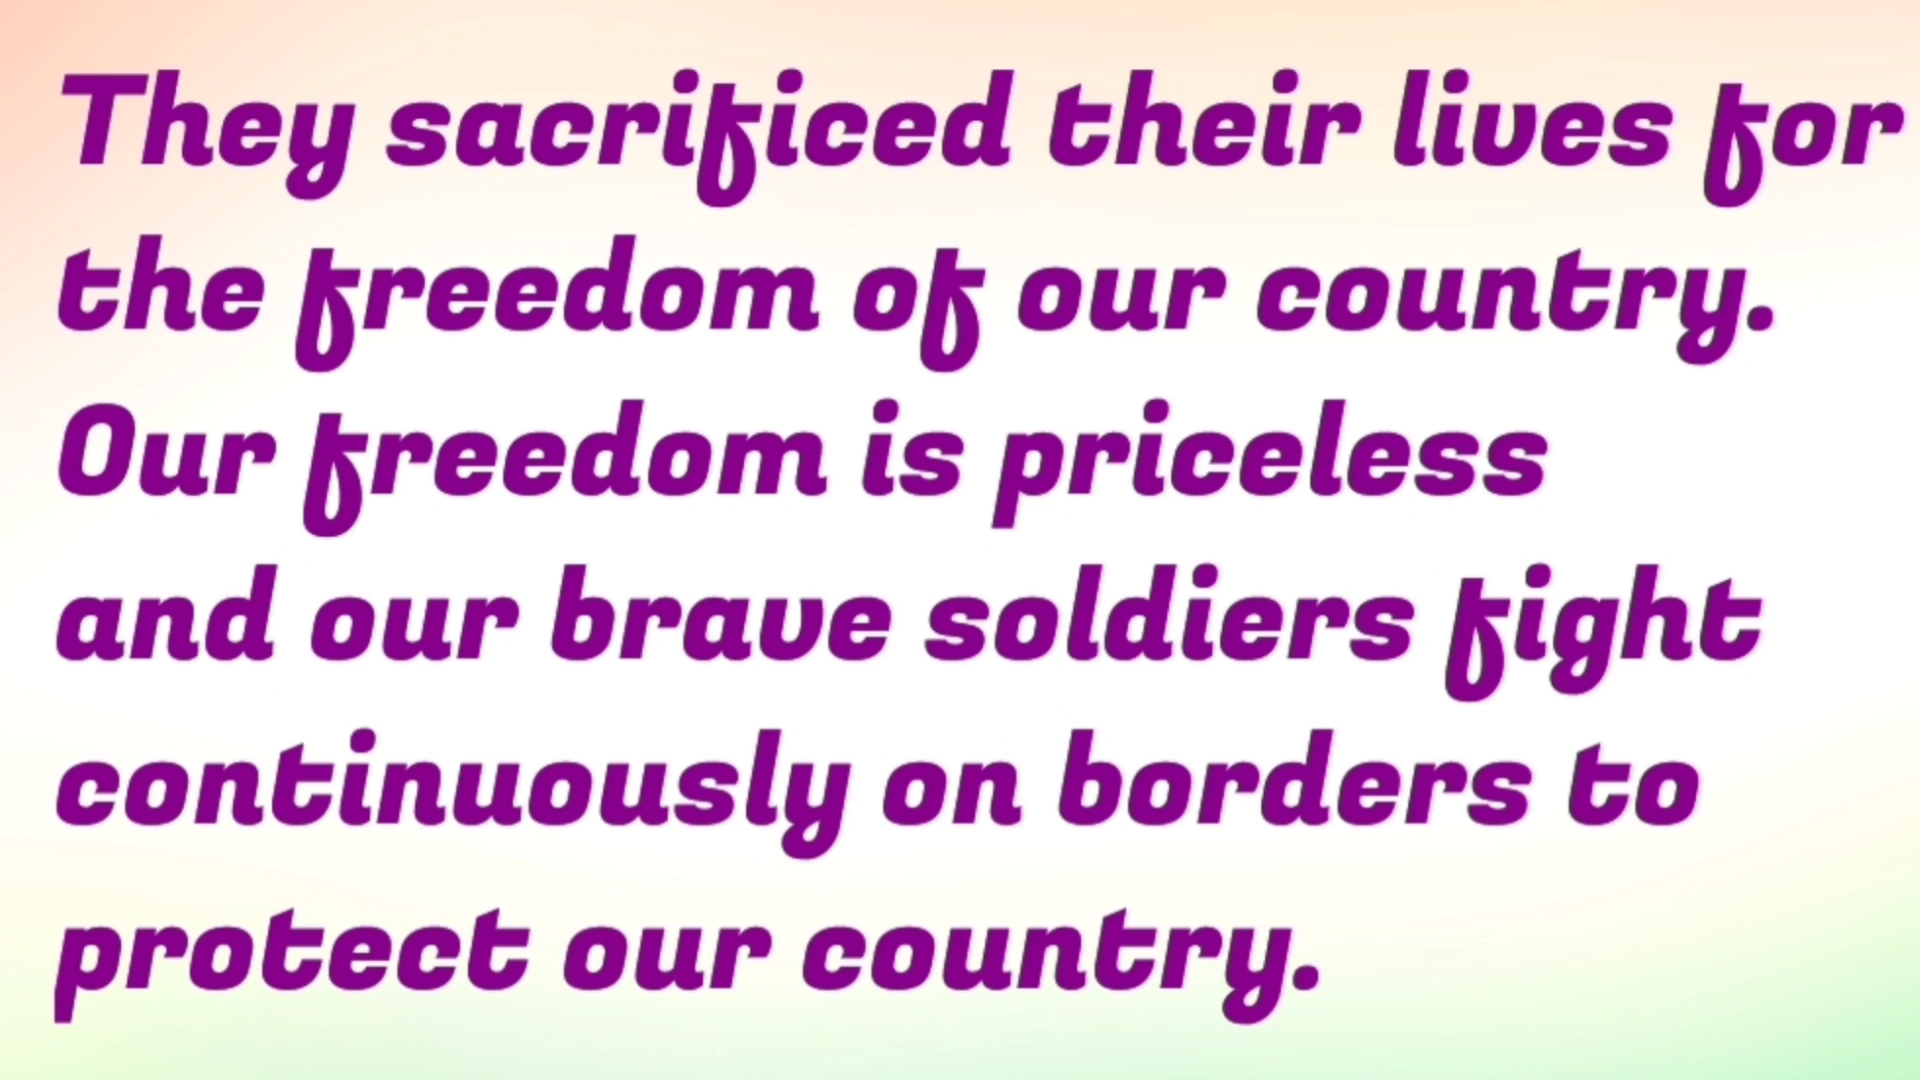 They sacrificed their lives for
the freedom of our country.
Our freedom is priceless
and our brave soldiers fight
continuously on borders to
protect our country.